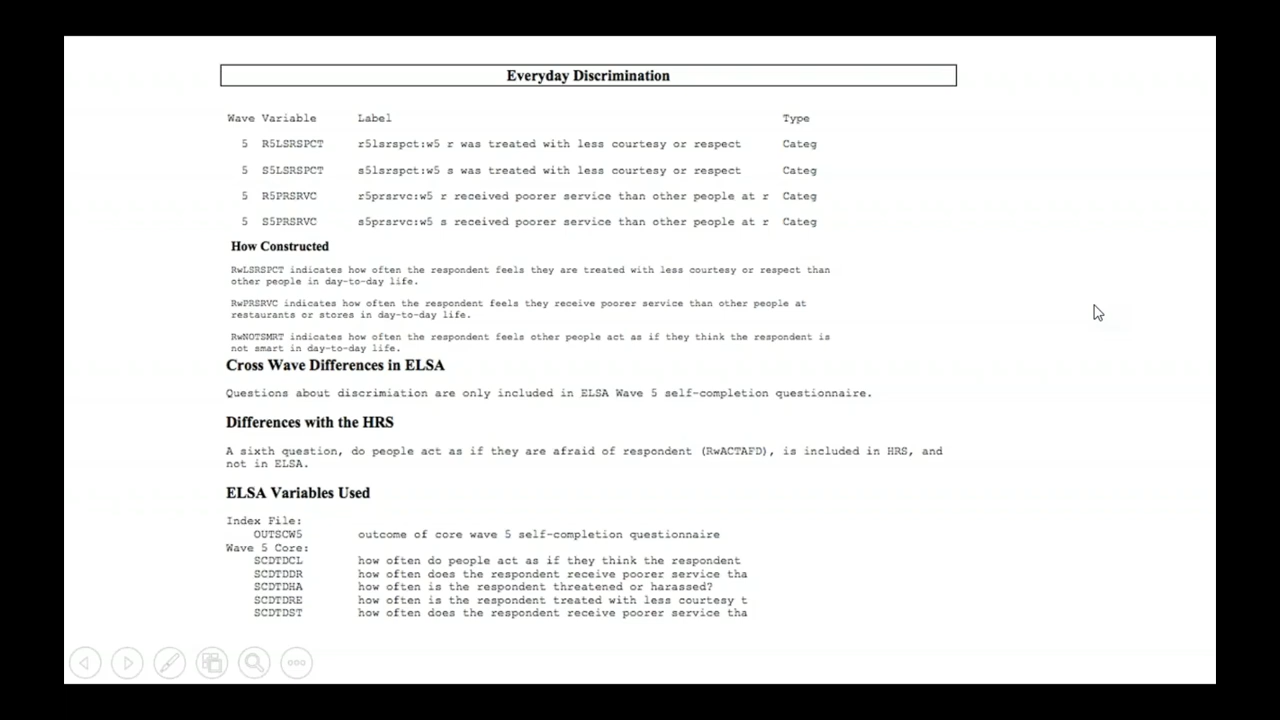 Everyday Discrimination
Wave Variable Label Type
5 R5LSRSPCT r5lsrspct:w5 r was treated with less courtesy or respect Categ
5 S5LSRSPCT s5lsrspct:w5 s was treated with less courtesy or respect Categ
5 R5PRSRVC r5prsrvc:w5 r received poorer service than other people at r Categ
5 S5PRSRVC s5prsrvc:w5 s received poorer service than other people at r Categ
How Constructed
RwLSRSPCT indicates how often the respondent feels they are treated with less courtesy or respect than
other people in day-to-day life.
RwPRSRVC indicates how often the respondent feels they receive poorer service than other people at
restaurants or stores in day-to-day life.
RwNOTSMRT indicates how often the respondent feels other people act as if they think the respondent is
not smart in day-to-day life.
Cross Wave Differences in ELSA
Questions about discrimiation are only included in ELSA Wave 5 self-completion questionnaire.
Differences with the HRS
A sixth question, do people act as if they are afraid of respondent (RwACTAFD), is included in HRS, and
not in ELSA.
ELSA Variables Used
Index File:
OUTSCW5 outcome of core wave 5 self-completion questionnaire
Wave 5 Core:
SCDTDCL how often do people act as if they think the respondent
SCDTDDR how often does the respondent receive poorer service tha
SCDTDHA how often is the respondent threatened or harassed?
SCDTDRE how often is the respondent treated with less courtesy t
SCDTDST how often does the respondent receive poorer service tha